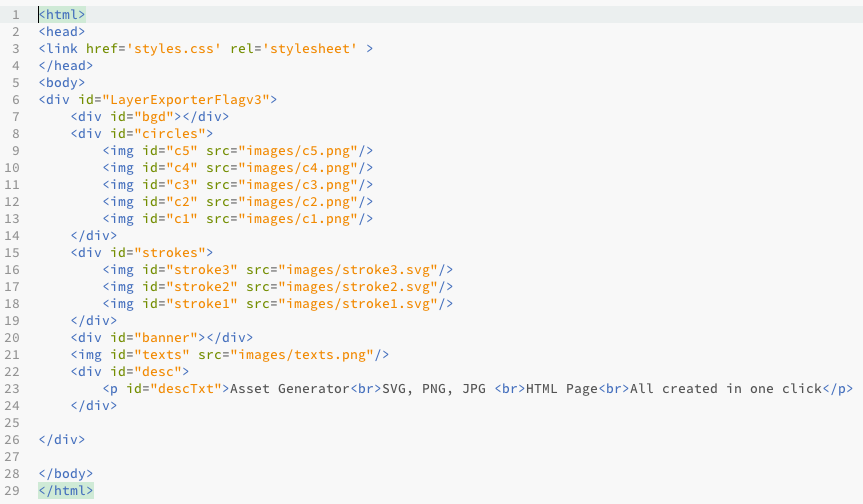 1 <html>
2 <head>
3 <link href='styles.css' rel='stylesheet' >
4 </head>
5 <body>
6 <div id="LayerExporterFlagv3">
7     <div id="bgd"></div>
8     <div id="circles">
9         <img id="c5" src="images/c5.png"/>
10         <img id="c4" src="images/c4.png"/>
11         <img id="c3" src="images/c3.png"/>
12         <img id="c2" src="images/c2.png"/>
13         <img id="c1" src="images/c1.png"/>
14     </div>
15     <div id="strokes">
16         <img id="stroke3" src="images/stroke3.svg"/>
17         <img id="stroke2" src="images/stroke2.svg"/>
18         <img id="stroke1" src="images/stroke1.svg"/>
19     </div>
20     <div id="banner"></div>
21     <img id="texts" src="images/texts.png"/>
22     <div id="desc">
23         <p id="descTxt">Asset Generator<br>SVG, PNG, JPG <br>HTML Page<br>All created in one click</p>
24     </div>
25
26 </div>
27
28 </body>
29 </html>